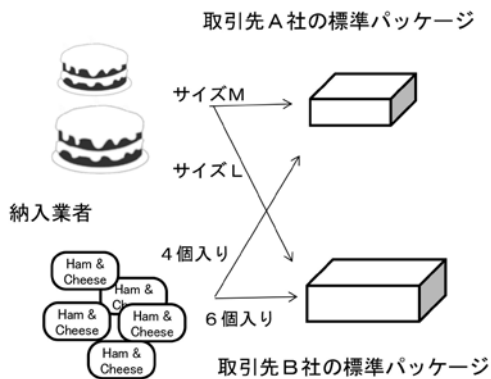 取引先A社の標準パッケージ
サイズM
サイズL
納入業者
4個入り
6個入り
Ham &
Cheese
Ham &
Ham &
Cheese
Ham &
Cheese
Ham &
Cheese
取引先B社の標準パッケージ